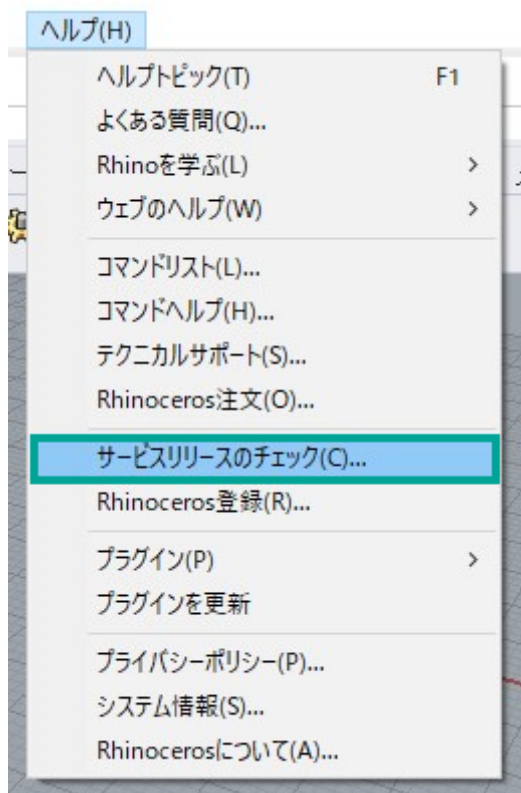 ヘルプ(H)
ヘルプトピック(T) F1
よくある質問(Q)...
Rhinoを学ぶ(L) >
ウェブのヘルプ(W) >
コマンドリスト(L)...
コマンドヘルプ(H)...
テクニカルサポート(S)...
Rhinoceros注文(O)...
サービスリリースのチェック(C)...
Rhinoceros登録(R)...
プラグイン(P) >
プラグインを更新
プライバシーポリシー(P)...
システム情報(S)...
Rhinocerosについて(A)...